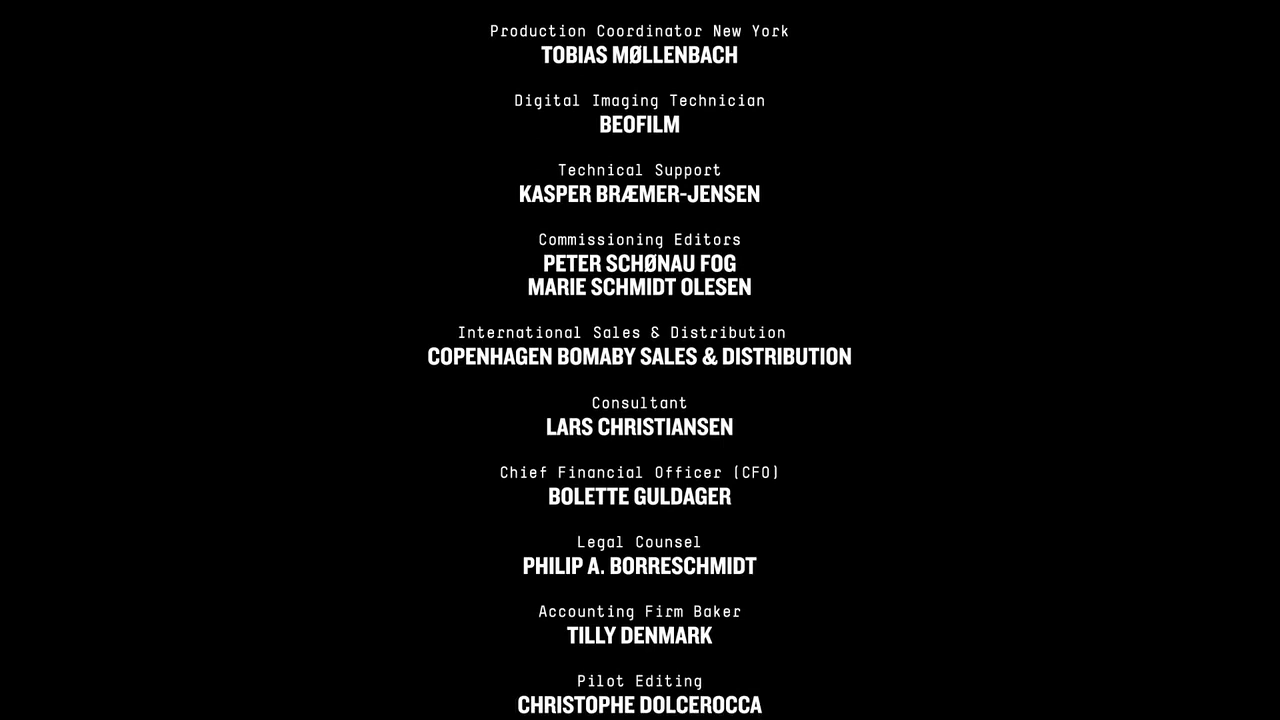 Production Coordinator New York
TOBIAS MØLLENBACH
Digital Imaging Technician
BEOFILM
Technical Support
KASPER BRÆMER-JENSEN
Commissioning Editors
PETER SCHØNAU FOG
MARIE SCHMIDT OLESEN
International Sales & Distribution
COPENHAGEN BOMABY SALES & DISTRIBUTION
Consultant
LARS CHRISTIANSEN
Chief Financial Officer (CFO)
BOLETTE GULDAGER
Legal Counsel
PHILIP A. BORRESCHMIDT
Accounting Firm Baker
TILLY DENMARK
Pilot Editing
CHRISTOPHE DOLCEROCCA